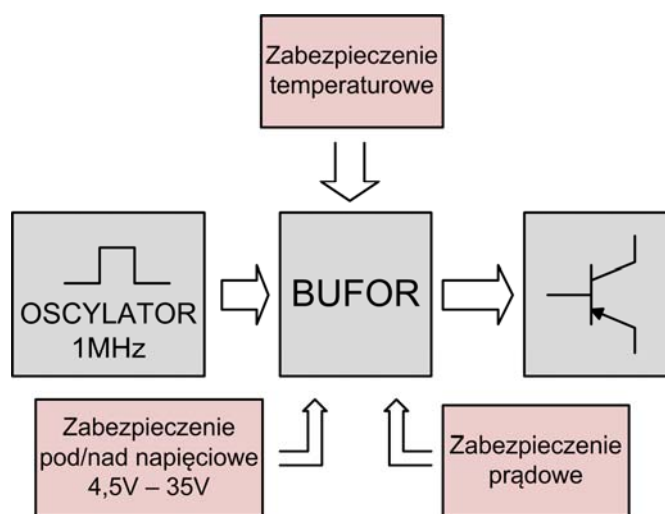 Zabezpieczenie
temperaturowe
OSCYLATOR
1MHz
BUFOR
Zabezpieczenie
pod/nad napięciowe
4,5V – 35V
Zabezpieczenie
prądowe